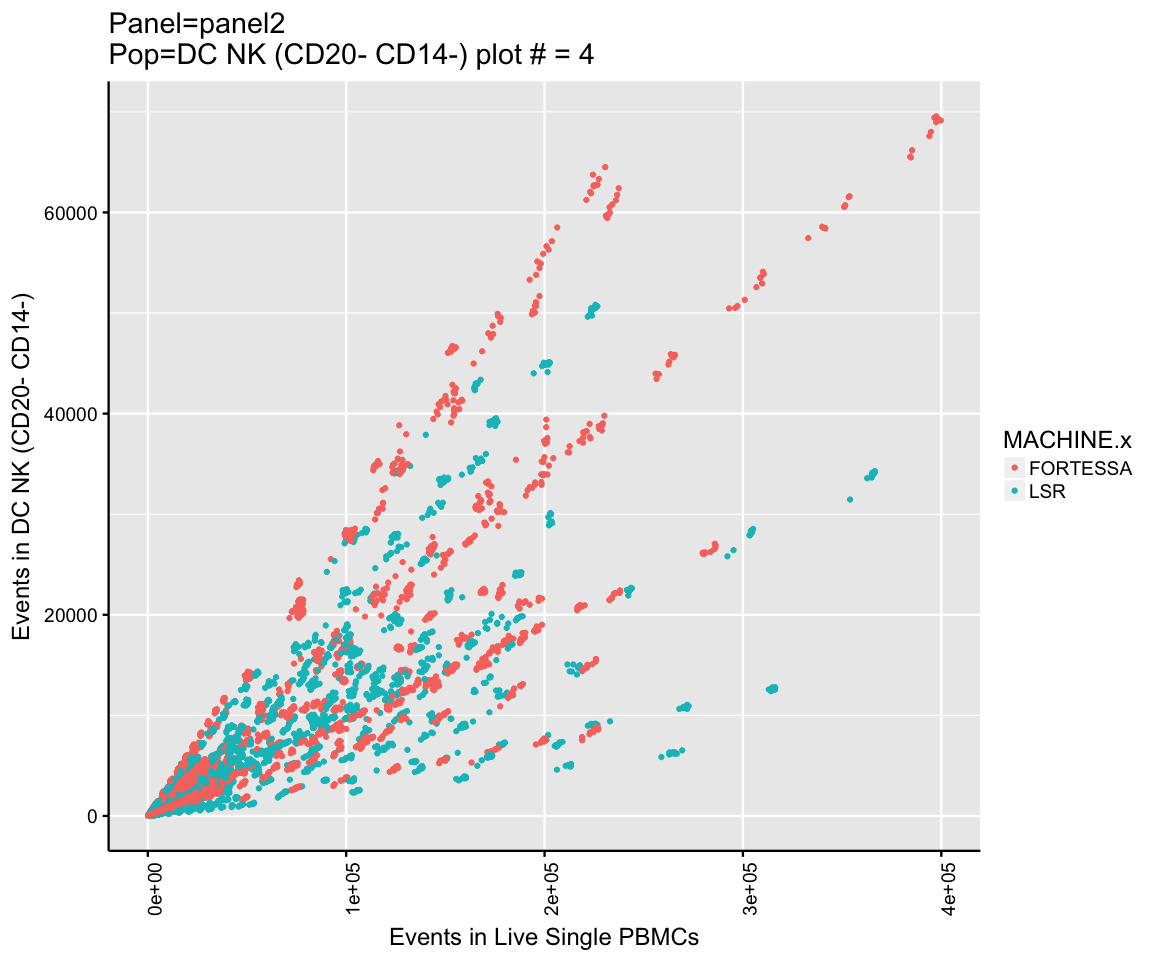 Panel=panel2
Pop=DC NK (CD20- CD14-) plot # = 4
Events in DC NK (CD20- CD14-)
60000
40000
20000
0
0e+00
1e+05
2e+05
3e+05
4e+05
Events in Live Single PBMCs
MACHINE.x
FORTESSA
LSR